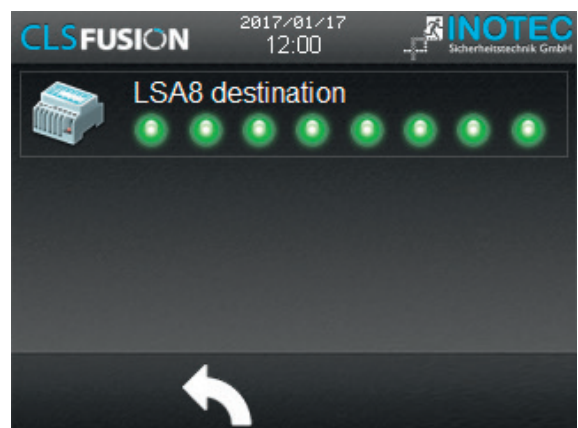 CLSFUSION
2017/01/17
12:00
INOTEC
Sicherheitstechnik GmbH
LSA8 destination